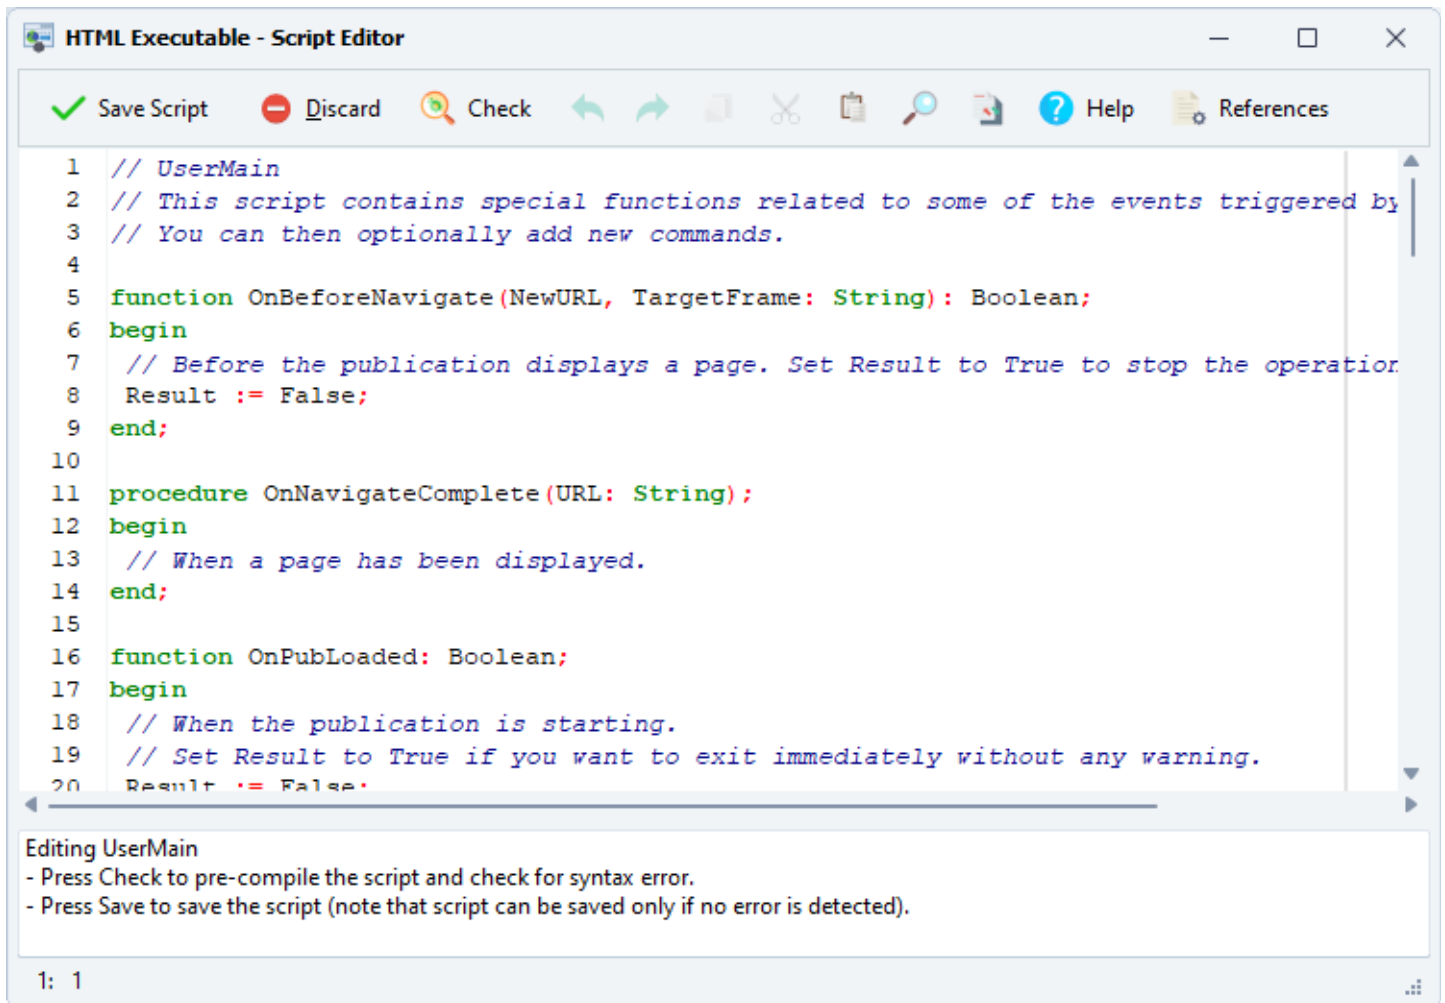 HTML Executable - Script Editor
Save Script Discard Check Help References
1 // UserMain
2 // This script contains special functions related to some of the events triggered by
3 // You can then optionally add new commands.
4
5 function OnBeforeNavigate(NewURL, TargetFrame: String): Boolean;
6 begin
7 // Before the publication displays a page. Set Result to True to stop the operation
8 Result := False;
9 end;
10
11 procedure OnNavigateComplete(URL: String);
12 begin
13 // When a page has been displayed.
14 end;
15
16 function OnPubLoaded: Boolean;
17 begin
18 // When the publication is starting.
19 // Set Result to True if you want to exit immediately without any warning.
20 Result := False;
Editing UserMain
- Press Check to pre-compile the script and check for syntax error.
- Press Save to save the script (note that script can be saved only if no error is detected).
1: 1